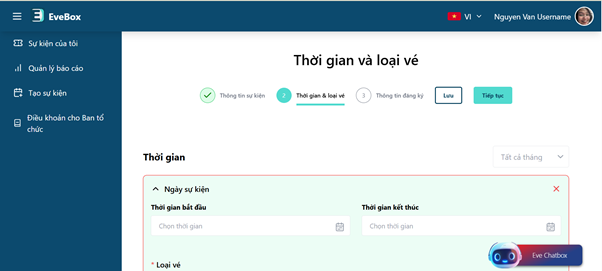 EveBox
VI
Nguyen Van Username
Sự kiện của tôi
Quản lý báo cáo
Tạo sự kiện
Điều khoản cho Ban tổ
chức
Thời gian và loại vé
Thông tin sự kiện
2
Thời gian & loại vé
3
Thông tin đăng ký
Lưu
Tiếp tục
Thời gian
Tất cả tháng
Ngày sự kiện
Thời gian bắt đầu
Thời gian kết thúc
Chọn thời gian
Chọn thời gian
* Loại vé
Eve Chatbox